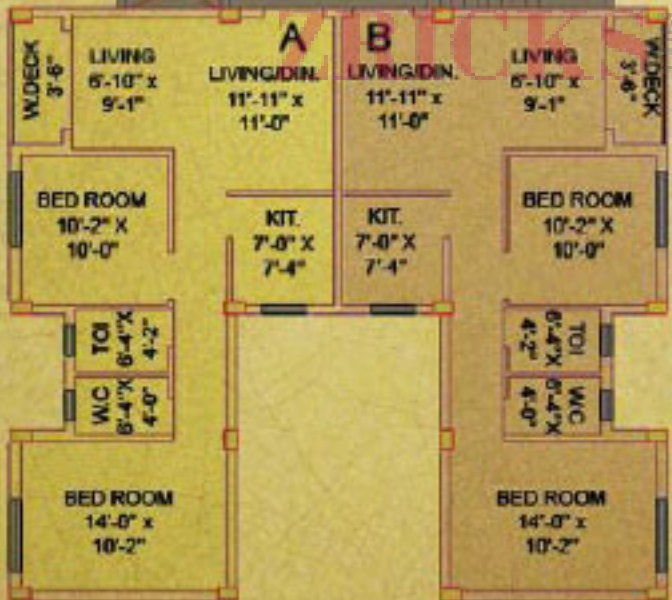 ZEICKS
A
B
W.DECK
3'-6"
LIVING
6'-10" x
9'-1"
LIVING/DIN.
11'-11" x
11'-0"
LIVING/DIN.
11'-11" x
11'-0"
LIVING
6'-10" x
9'-1"
W.DECK
3'-6"
BED ROOM
10'-2" X
10'-0"
KIT.
7'-0" X
7'-4"
KIT.
7'-0" X
7'-4"
BED ROOM
10'-2" X
10'-0"
TOI
6'-4"X
4'-2"
TOI
6'-4"X
4'-2"
W.C
6'-4"X
4'-0"
W.C
6'-4"X
4'-0"
BED ROOM
14'-0" x
10'-2"
BED ROOM
14'-0" x
10'-2"